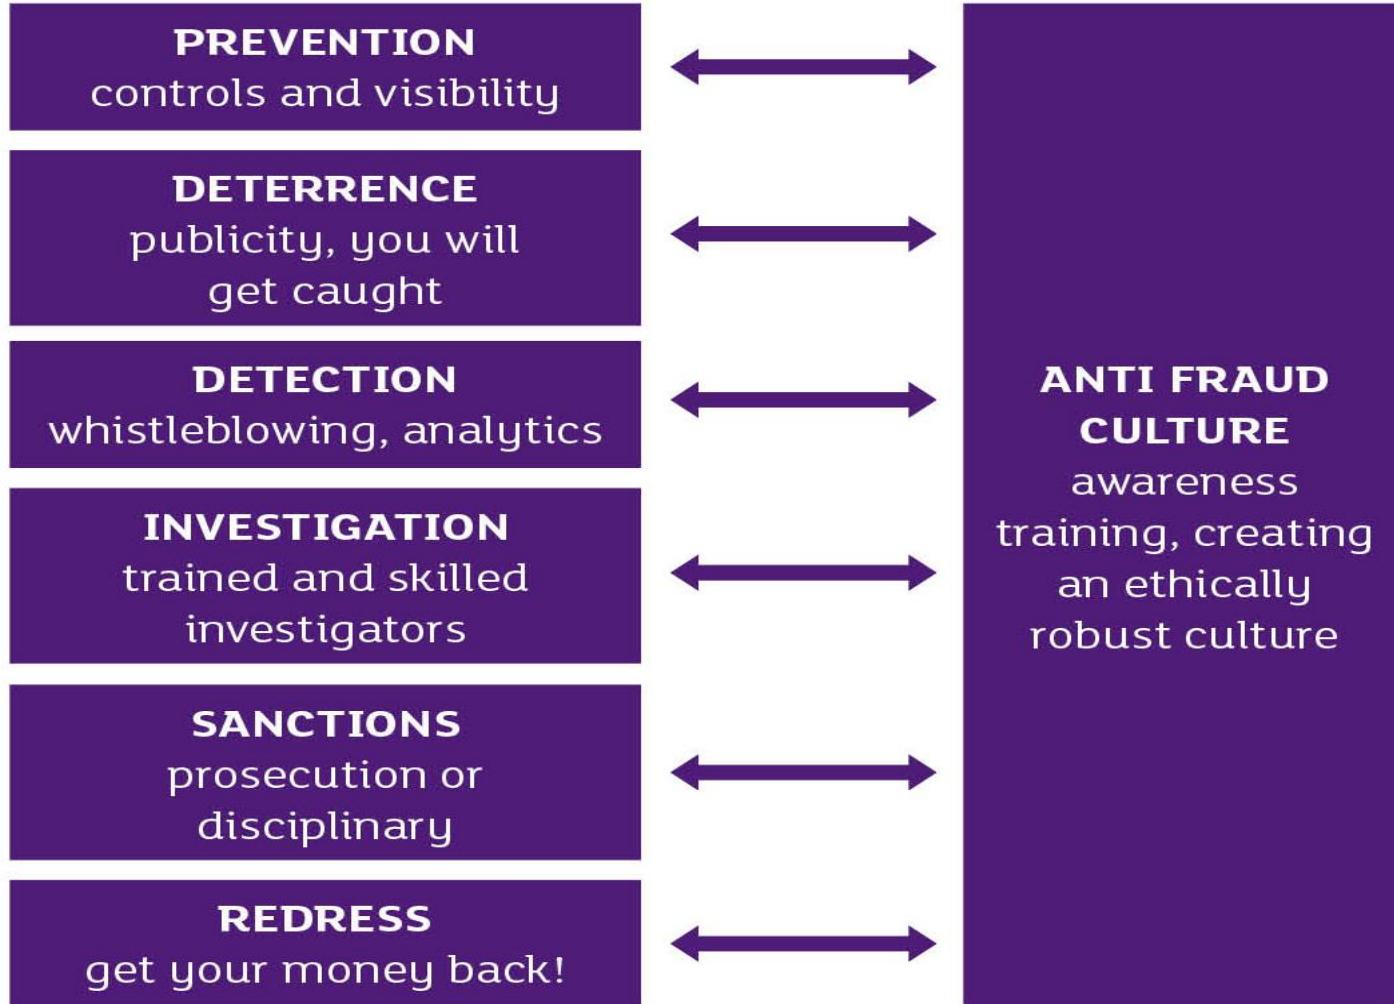 PREVENTION
controls and visibility
DETERRENCE
publicity, you will
get caught
DETECTION
whistleblowing, analytics
INVESTIGATION
trained and skilled
investigators
SANCTIONS
prosecution or
disciplinary
REDRESS
get your money back!
ANTI FRAUD
CULTURE
awareness
training, creating
an ethically
robust culture